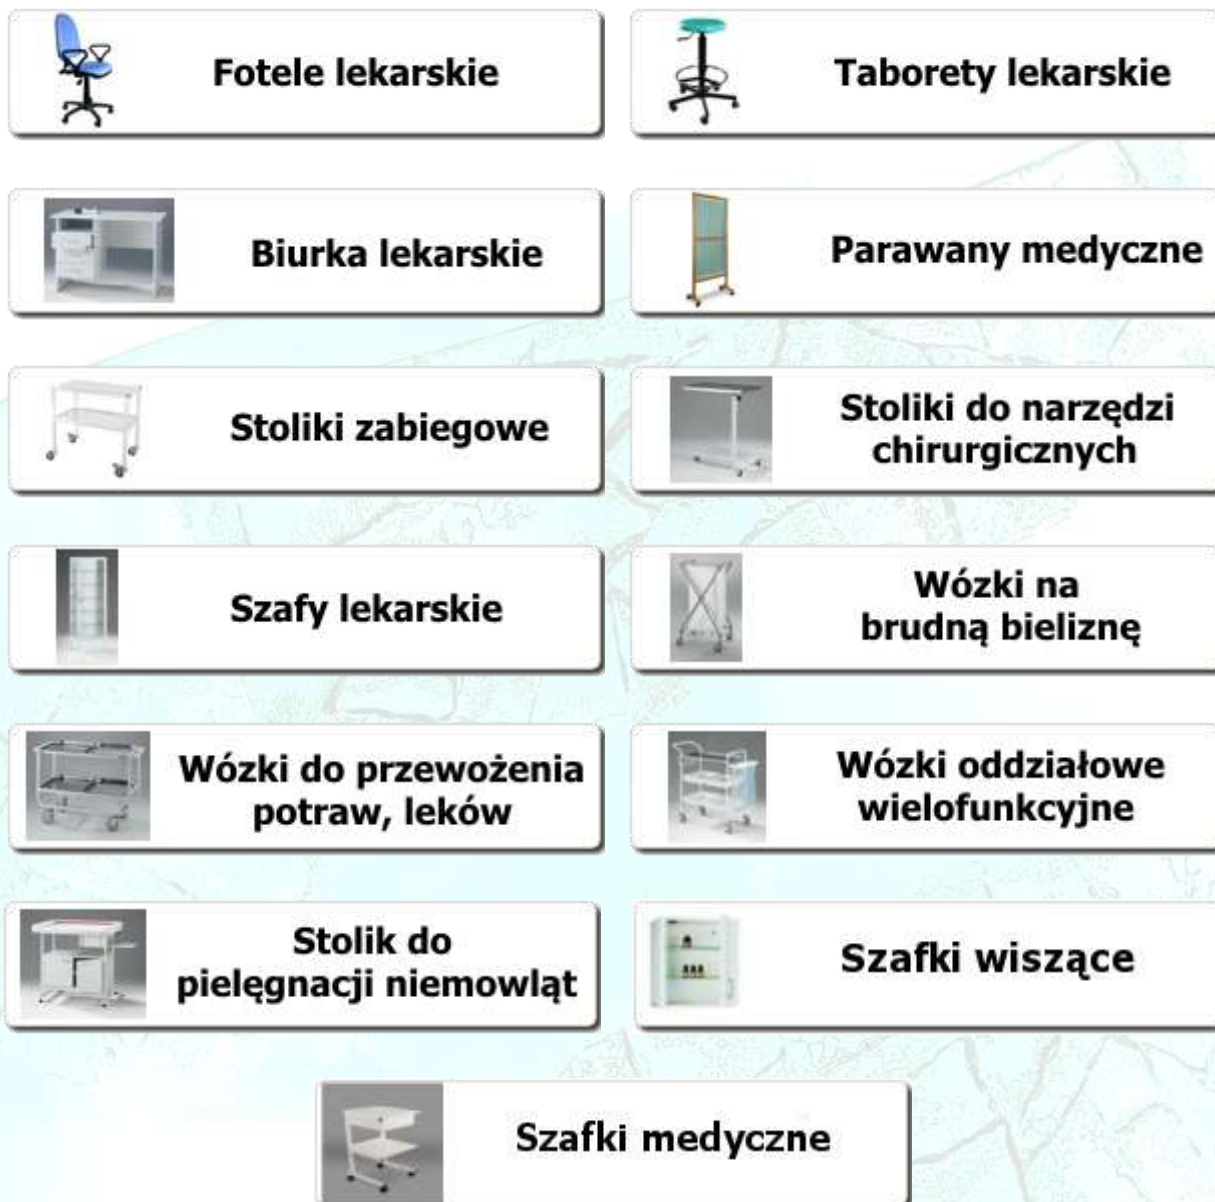 Fotele lekarskie
Taborety lekarskie
Biurka lekarskie
Parawany medyczne
Stoliki zabiegowe
Stoliki do narzędzi
chirurgicznych
Szafy lekarskie
Wózki na
brudną bieliznę
Wózki do przewożenia
potraw, leków
Wózki oddziałowe
wielofunkcyjne
Stolik do
pielęgnacji niemowląt
Szafki wiszące
Szafki medyczne